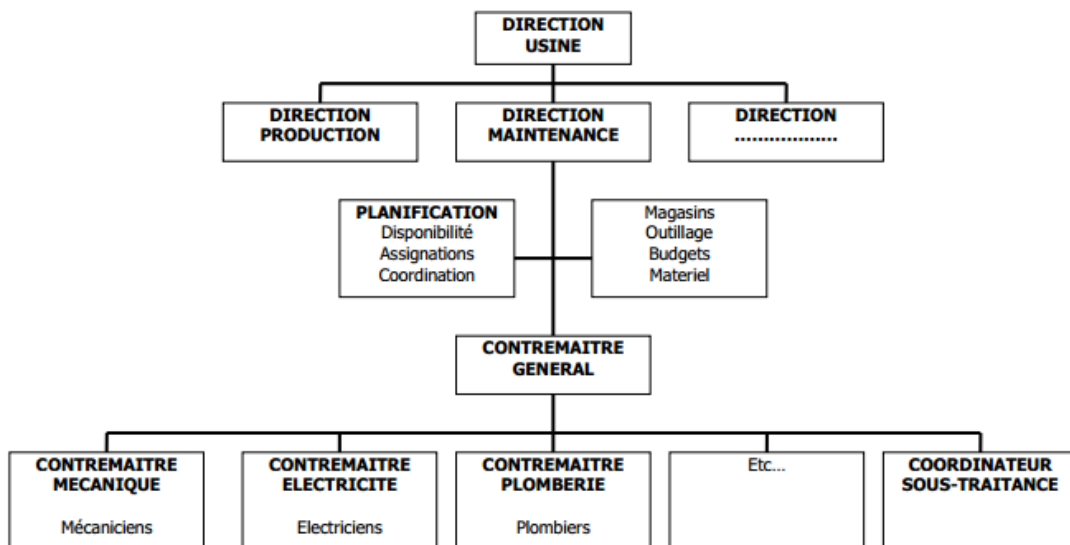 DIRECTION
USINE
DIRECTION
PRODUCTION
DIRECTION
MAINTENANCE
DIRECTION
..................
PLANIFICATION
Disponibilité
Assignations
Coordination
Magasins
Outillage
Budgets
Materiel
CONTREMAITRE
GENERAL
CONTREMAITRE
MECANIQUE
Mécaniciens
CONTREMAITRE
ELECTRICITE
Electriciens
CONTREMAITRE
PLOMBERIE
Plombiers
Etc...
COORDINATEUR
SOUS-TRAITANCE